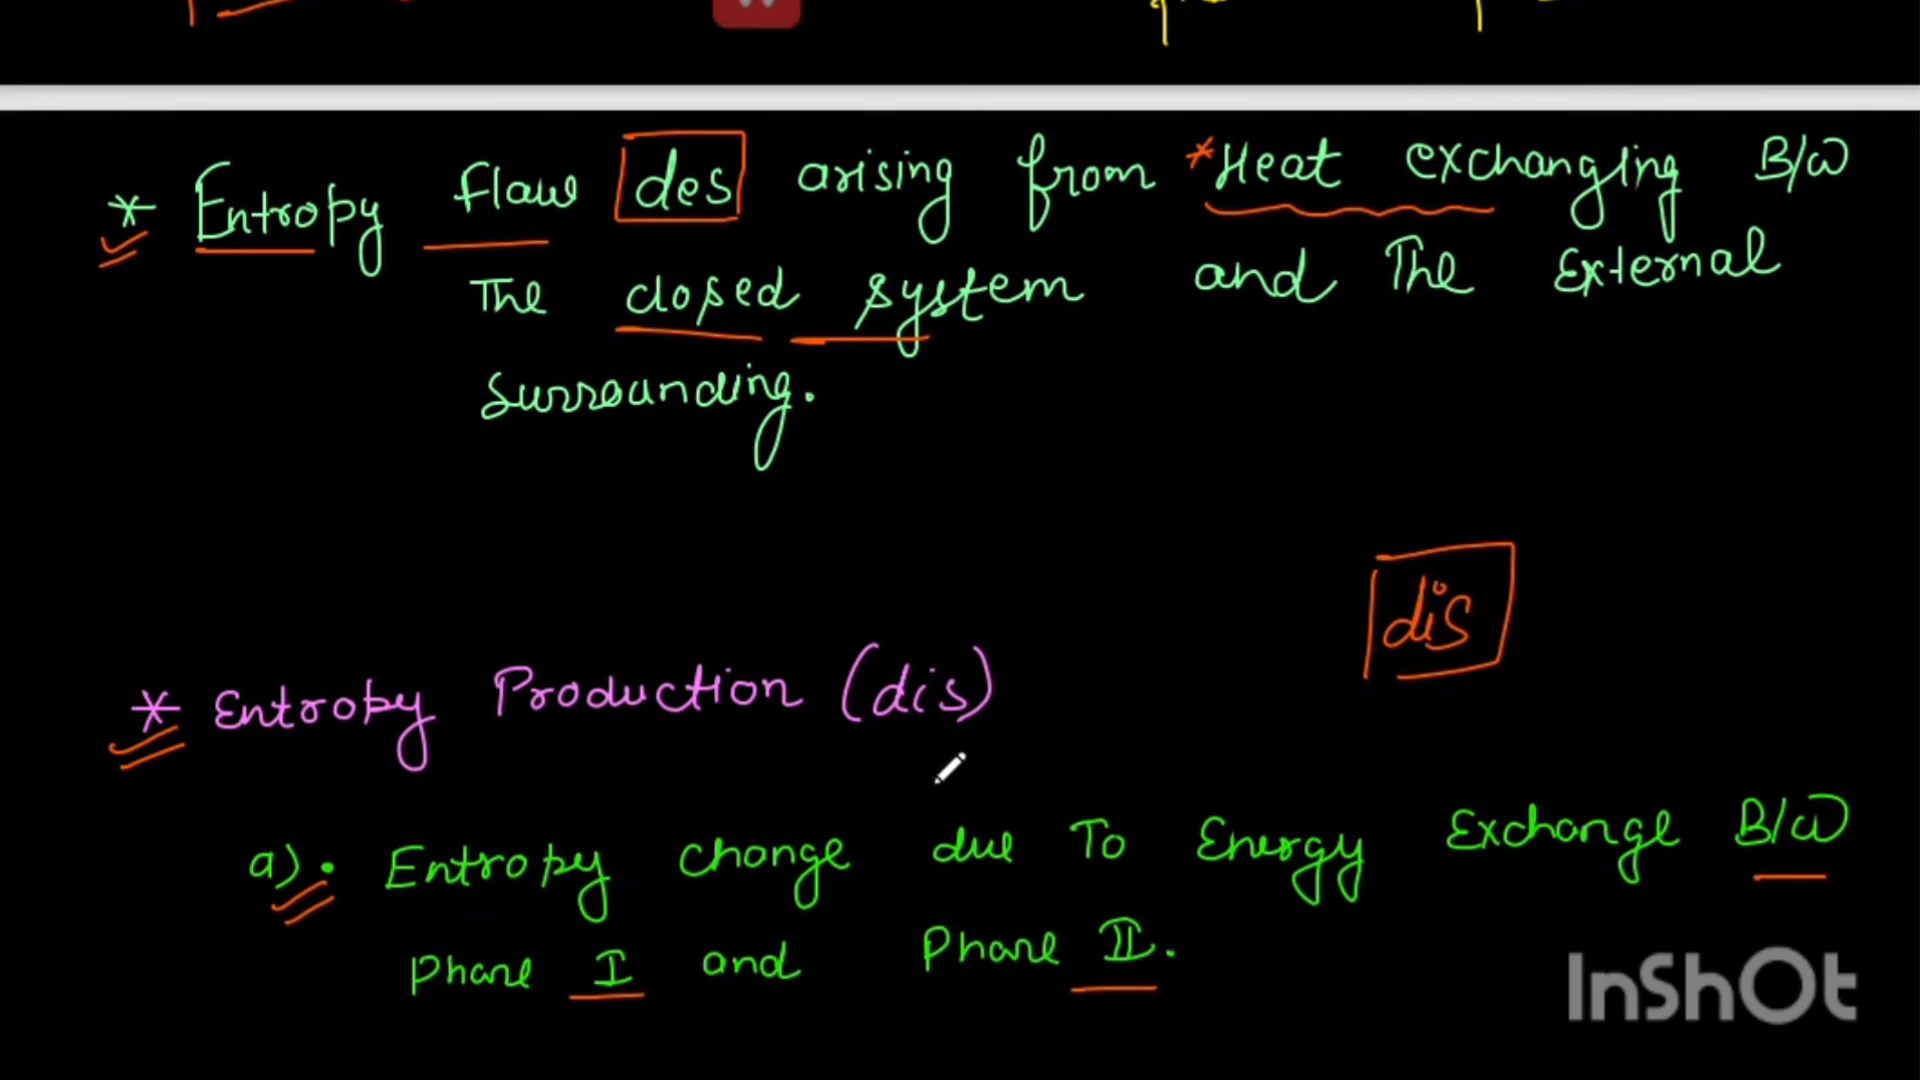 * Entropy flow des arising from *Heat exchanging B/W
The closed system and The External
surrounding.
dis
* Entropy Production (dis)
a). Entropy change due To Energy Exchange B/W
phase I and Phase II.
InShOt